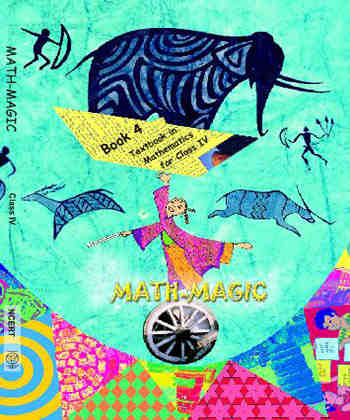 MATH-MAGIC
Class IV
NCERT
Book 4
Textbook in
Mathematics
for Class IV
MATH-MAGIC